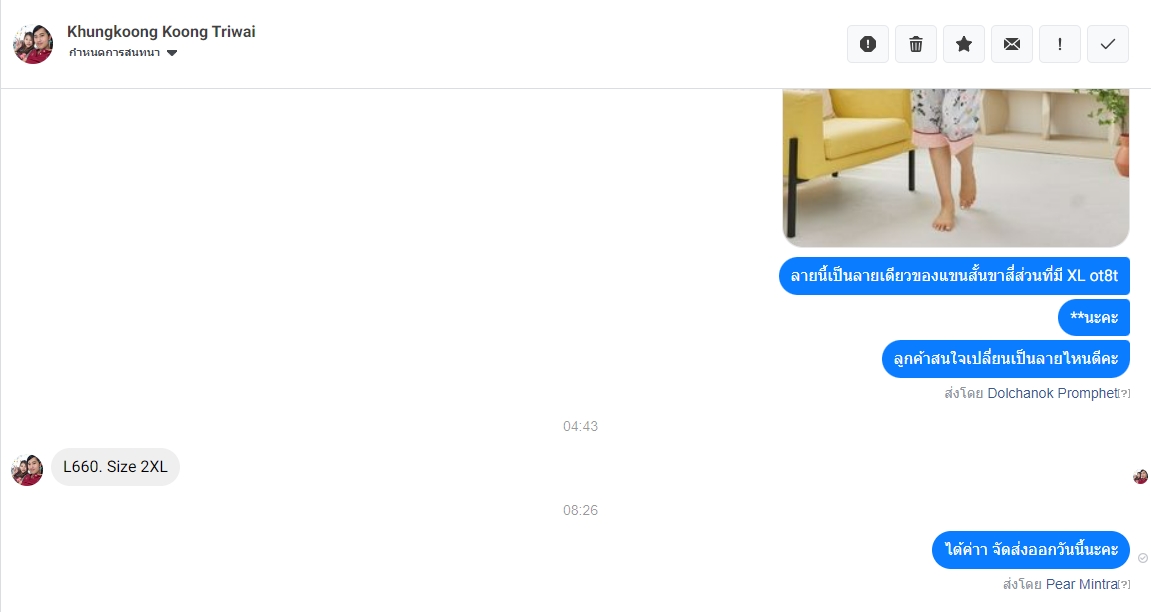 Khungkoong Koong Triwai
กำหนดการสนทนา
ลายนี้เป็นลายเดียวของแขนสั้นขาสี่ส่วนที่มี XL ot8t
**นะคะ
ลูกค้าสนใจเปลี่ยนเป็นลายไหนดีคะ
ส่งโดย Dolchanok Promphet[?]
04:43
L660. Size 2XL
08:26
ได้ค่าา จัดส่งออกวันนี้นะคะ
ส่งโดย Pear Mintra[?]